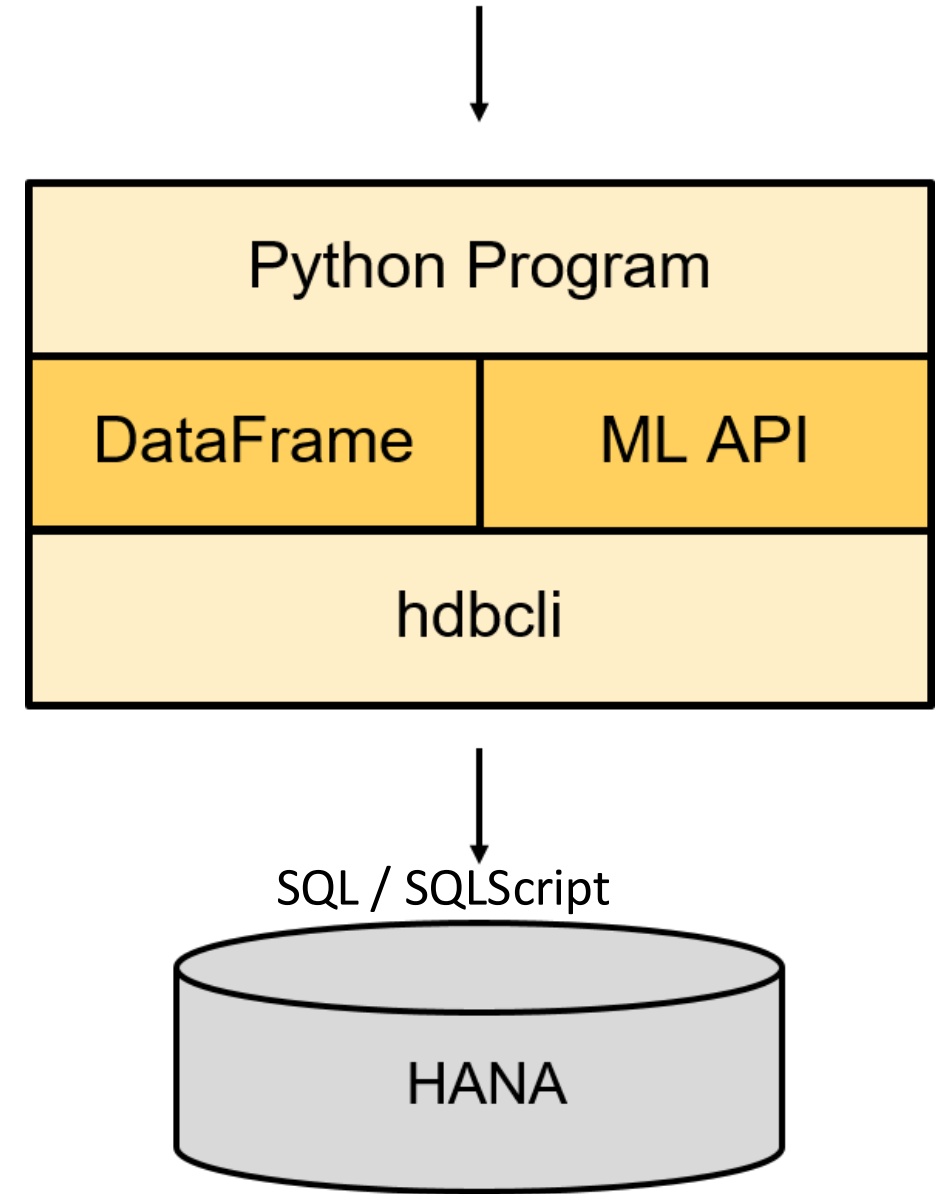 Python Program
DataFrame
ML API
hdbcli
SQL / SQLScript
HANA